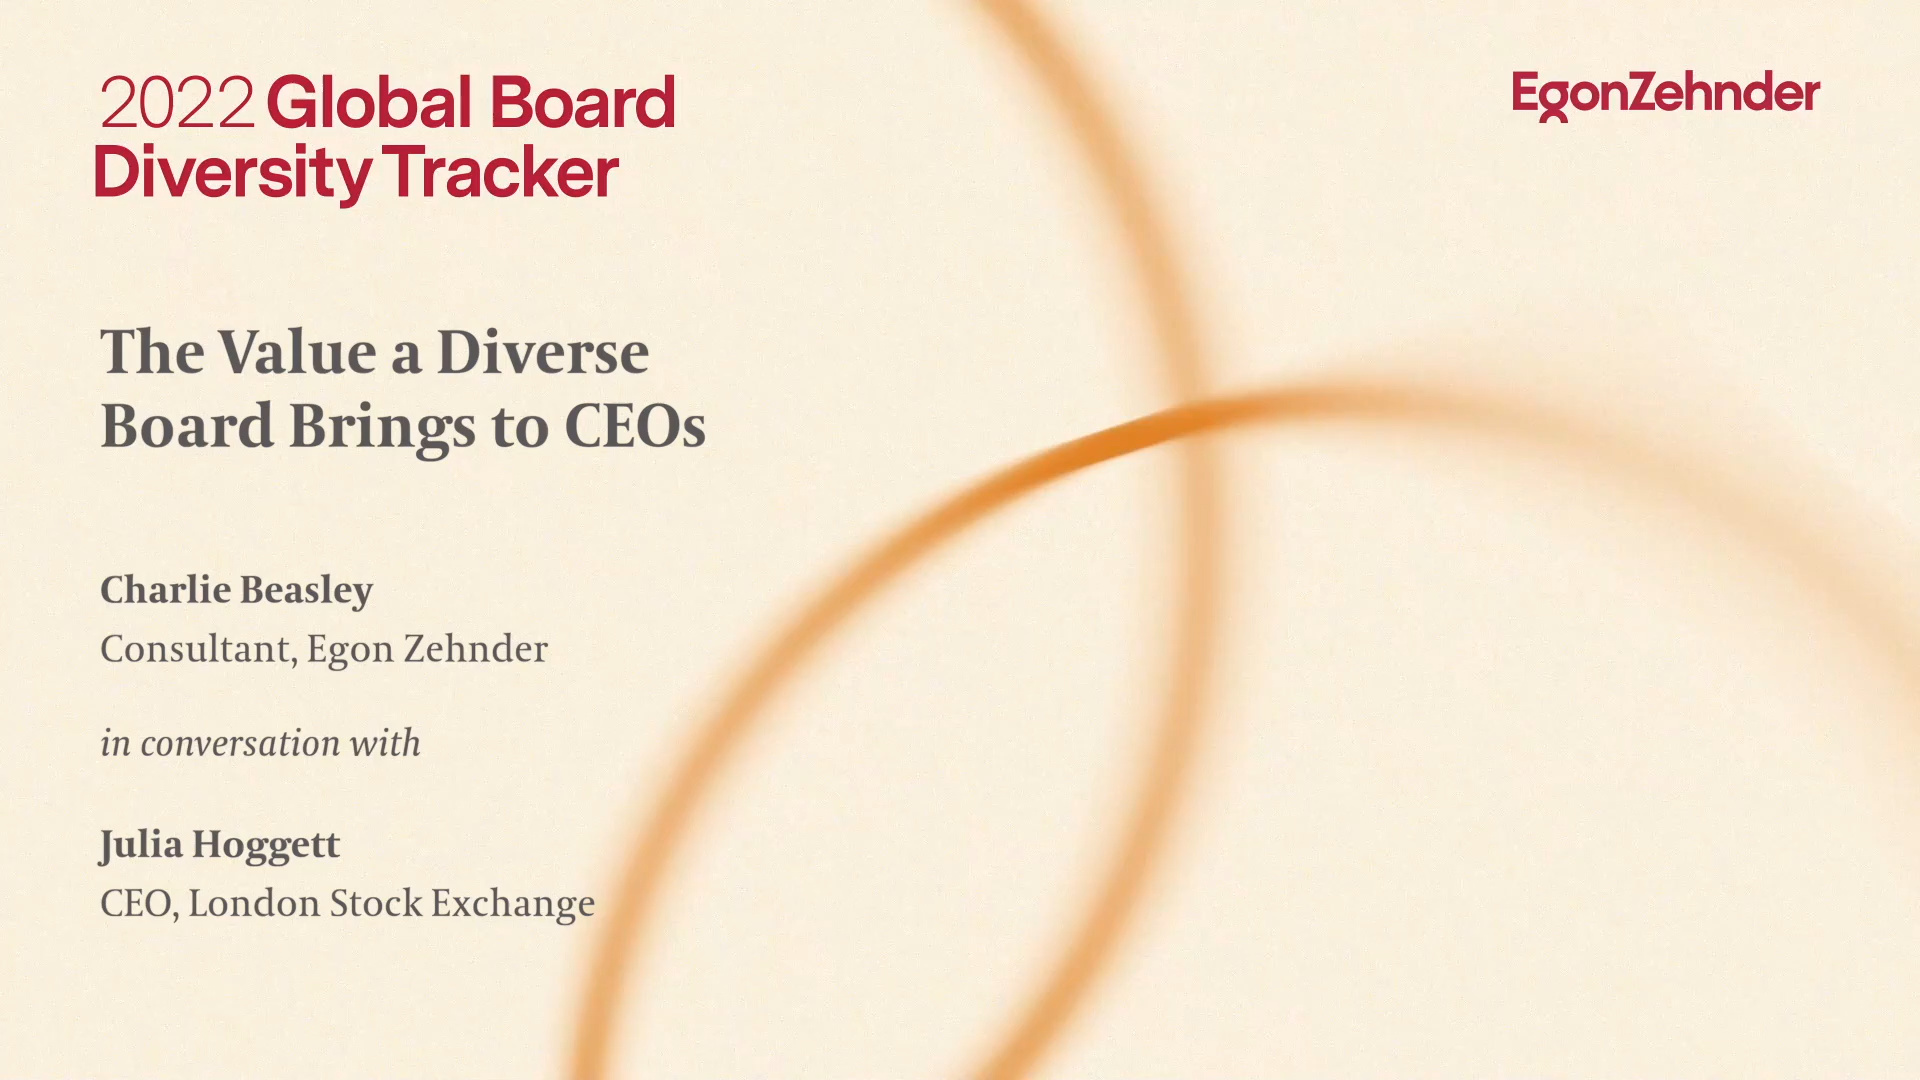 2022 Global Board
Diversity Tracker
EgonZehnder
The Value a Diverse
Board Brings to CEOs
Charlie Beasley
Consultant, Egon Zehnder
in conversation with
Julia Hoggett
CEO, London Stock Exchange